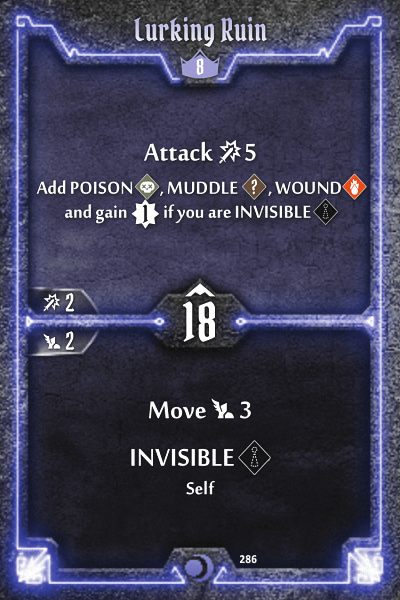 Lurking Ruin
8
Attack 5
Add POISON, MUDDLE ?, WOUND
and gain 1 if you are INVISIBLE
2
18
2
Move 3
INVISIBLE
Self
286